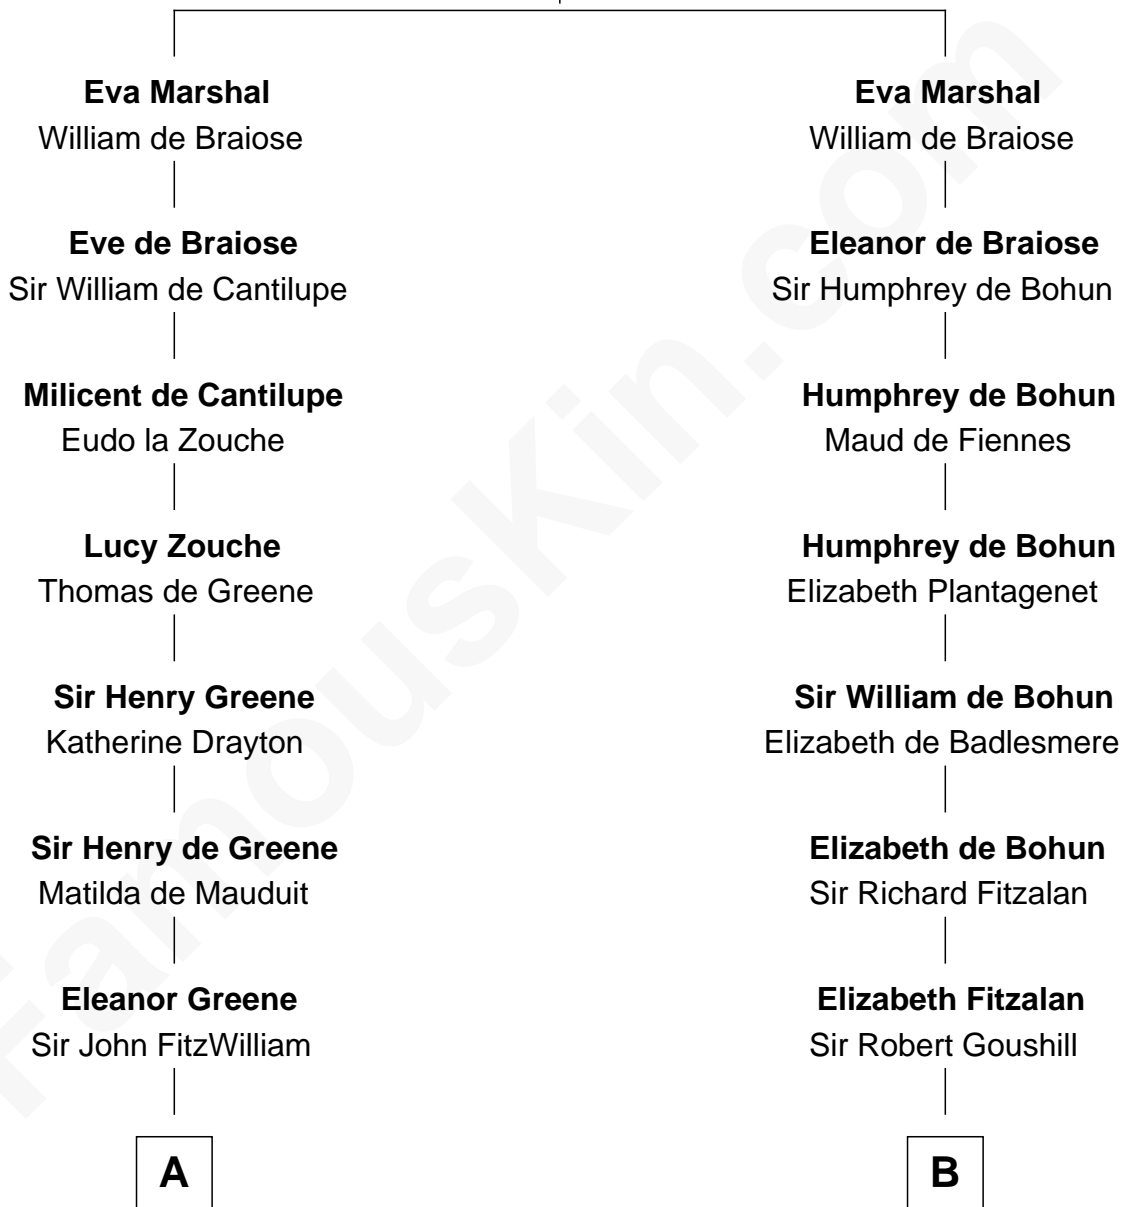 Eva Marshal
William de Braiose
Eve de Braiose
Sir William de Cantilupe
Milicent de Cantilupe
Eudo la Zouche
Lucy Zouche
Thomas de Greene
Sir Henry Greene
Katherine Drayton
Sir Henry de Greene
Matilda de Mauduit
Eleanor Greene
Sir John FitzWilliam
A
Eva Marshal
William de Braiose
Eleanor de Braiose
Sir Humphrey de Bohun
Humphrey de Bohun
Maud de Fiennes
Humphrey de Bohun
Elizabeth Plantagenet
Sir William de Bohun
Elizabeth de Badlesmere
Elizabeth de Bohun
Sir Richard Fitzalan
Elizabeth Fitzalan
Sir Robert Goushill
B
FamousKin.com